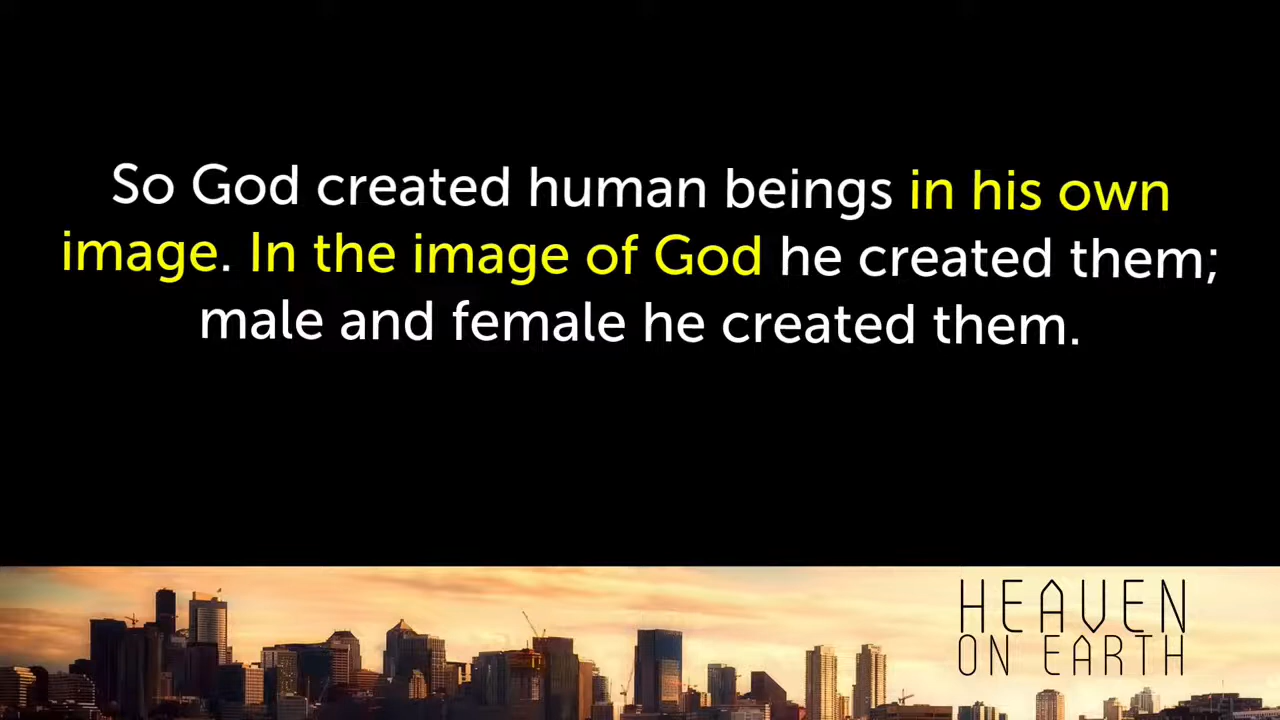 So God created human beings in his own
image. In the image of God he created them;
male and female he created them.
HEAVEN
ON EARTH